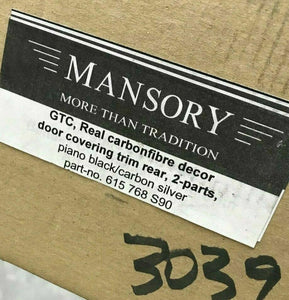 MANSORY
MORE THAN TRADITION
GTC, Real carbonfibre decor
door covering trim rear, 2-parts,
piano black/carbon silver
part-no. 615 768 S90
3039